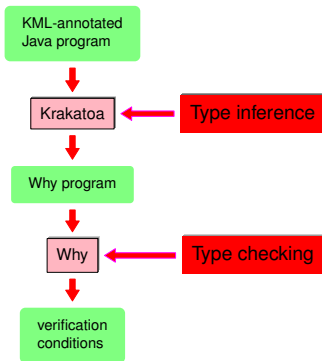 KML-annotated
Java program
Krakatoa
Type inference
Why program
Why
Type checking
verification
conditions